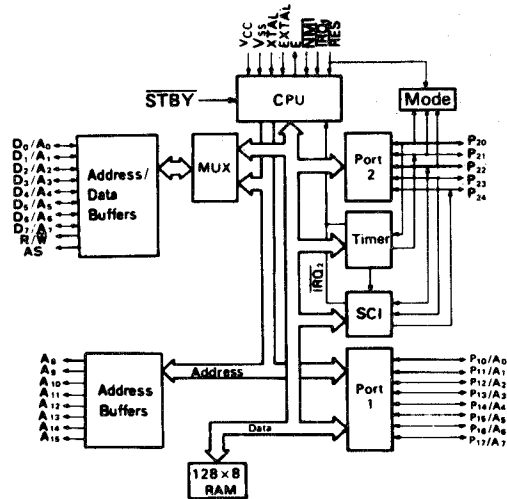 VCC
VSS
XTAL
EXTAL
E
NMI
IRQ1
RES
STBY
CPU
Mode
D0/A0
D1/A1
D2/A2
D3/A3
D4/A4
D5/A5
D6/A6
D7/A7
R/W
AS
Address/
Data
Buffers
MUX
Port
2
P20
P21
P22
P23
P24
Timer
IRQ2
SCI
A8
A9
A10
A11
A12
A13
A14
A15
Address
Buffers
Address
Data
Port
1
P10/A0
P11/A1
P12/A2
P13/A3
P14/A4
P15/A5
P16/A6
P17/A7
128×8
RAM